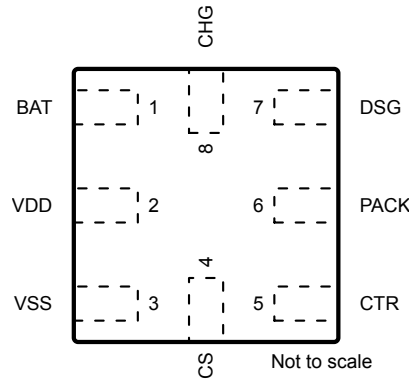 CHG
BAT 1 7 DSG
8
VDD 2 6 PACK
4
VSS 3 5 CTR
CS
Not to scale